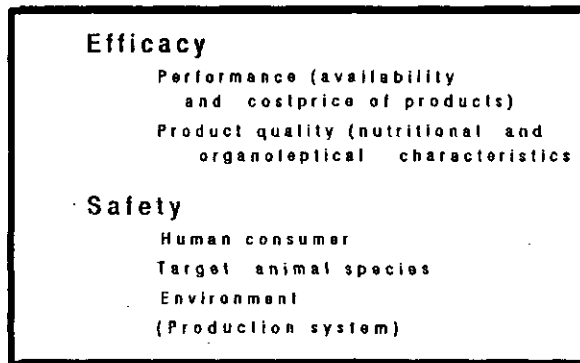 Efficacy
Performance (availability
and costprice of products)
Product quality (nutritional and
organoleptical characteristics
Safety
Human consumer
Target animal species
Environment
(Production system)